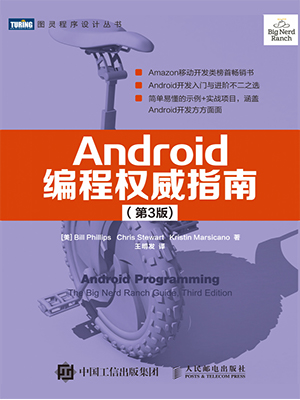 TURING 图灵程序设计丛书
Big Nerd
Ranch
Amazon移动开发类榜首畅销书
Android开发入门与进阶不二之选
简单易懂的示例+实战项目，涵盖
Android开发方方面面
Android
编程权威指南
（第3版）
[美] Bill Phillips Chris Stewart Kristin Marsicano 著
王明发 译
Android Programming
The Big Nerd Ranch Guide, Third Edition
中国工信出版集团
人民邮电出版社
POSTS & TELECOM PRESS